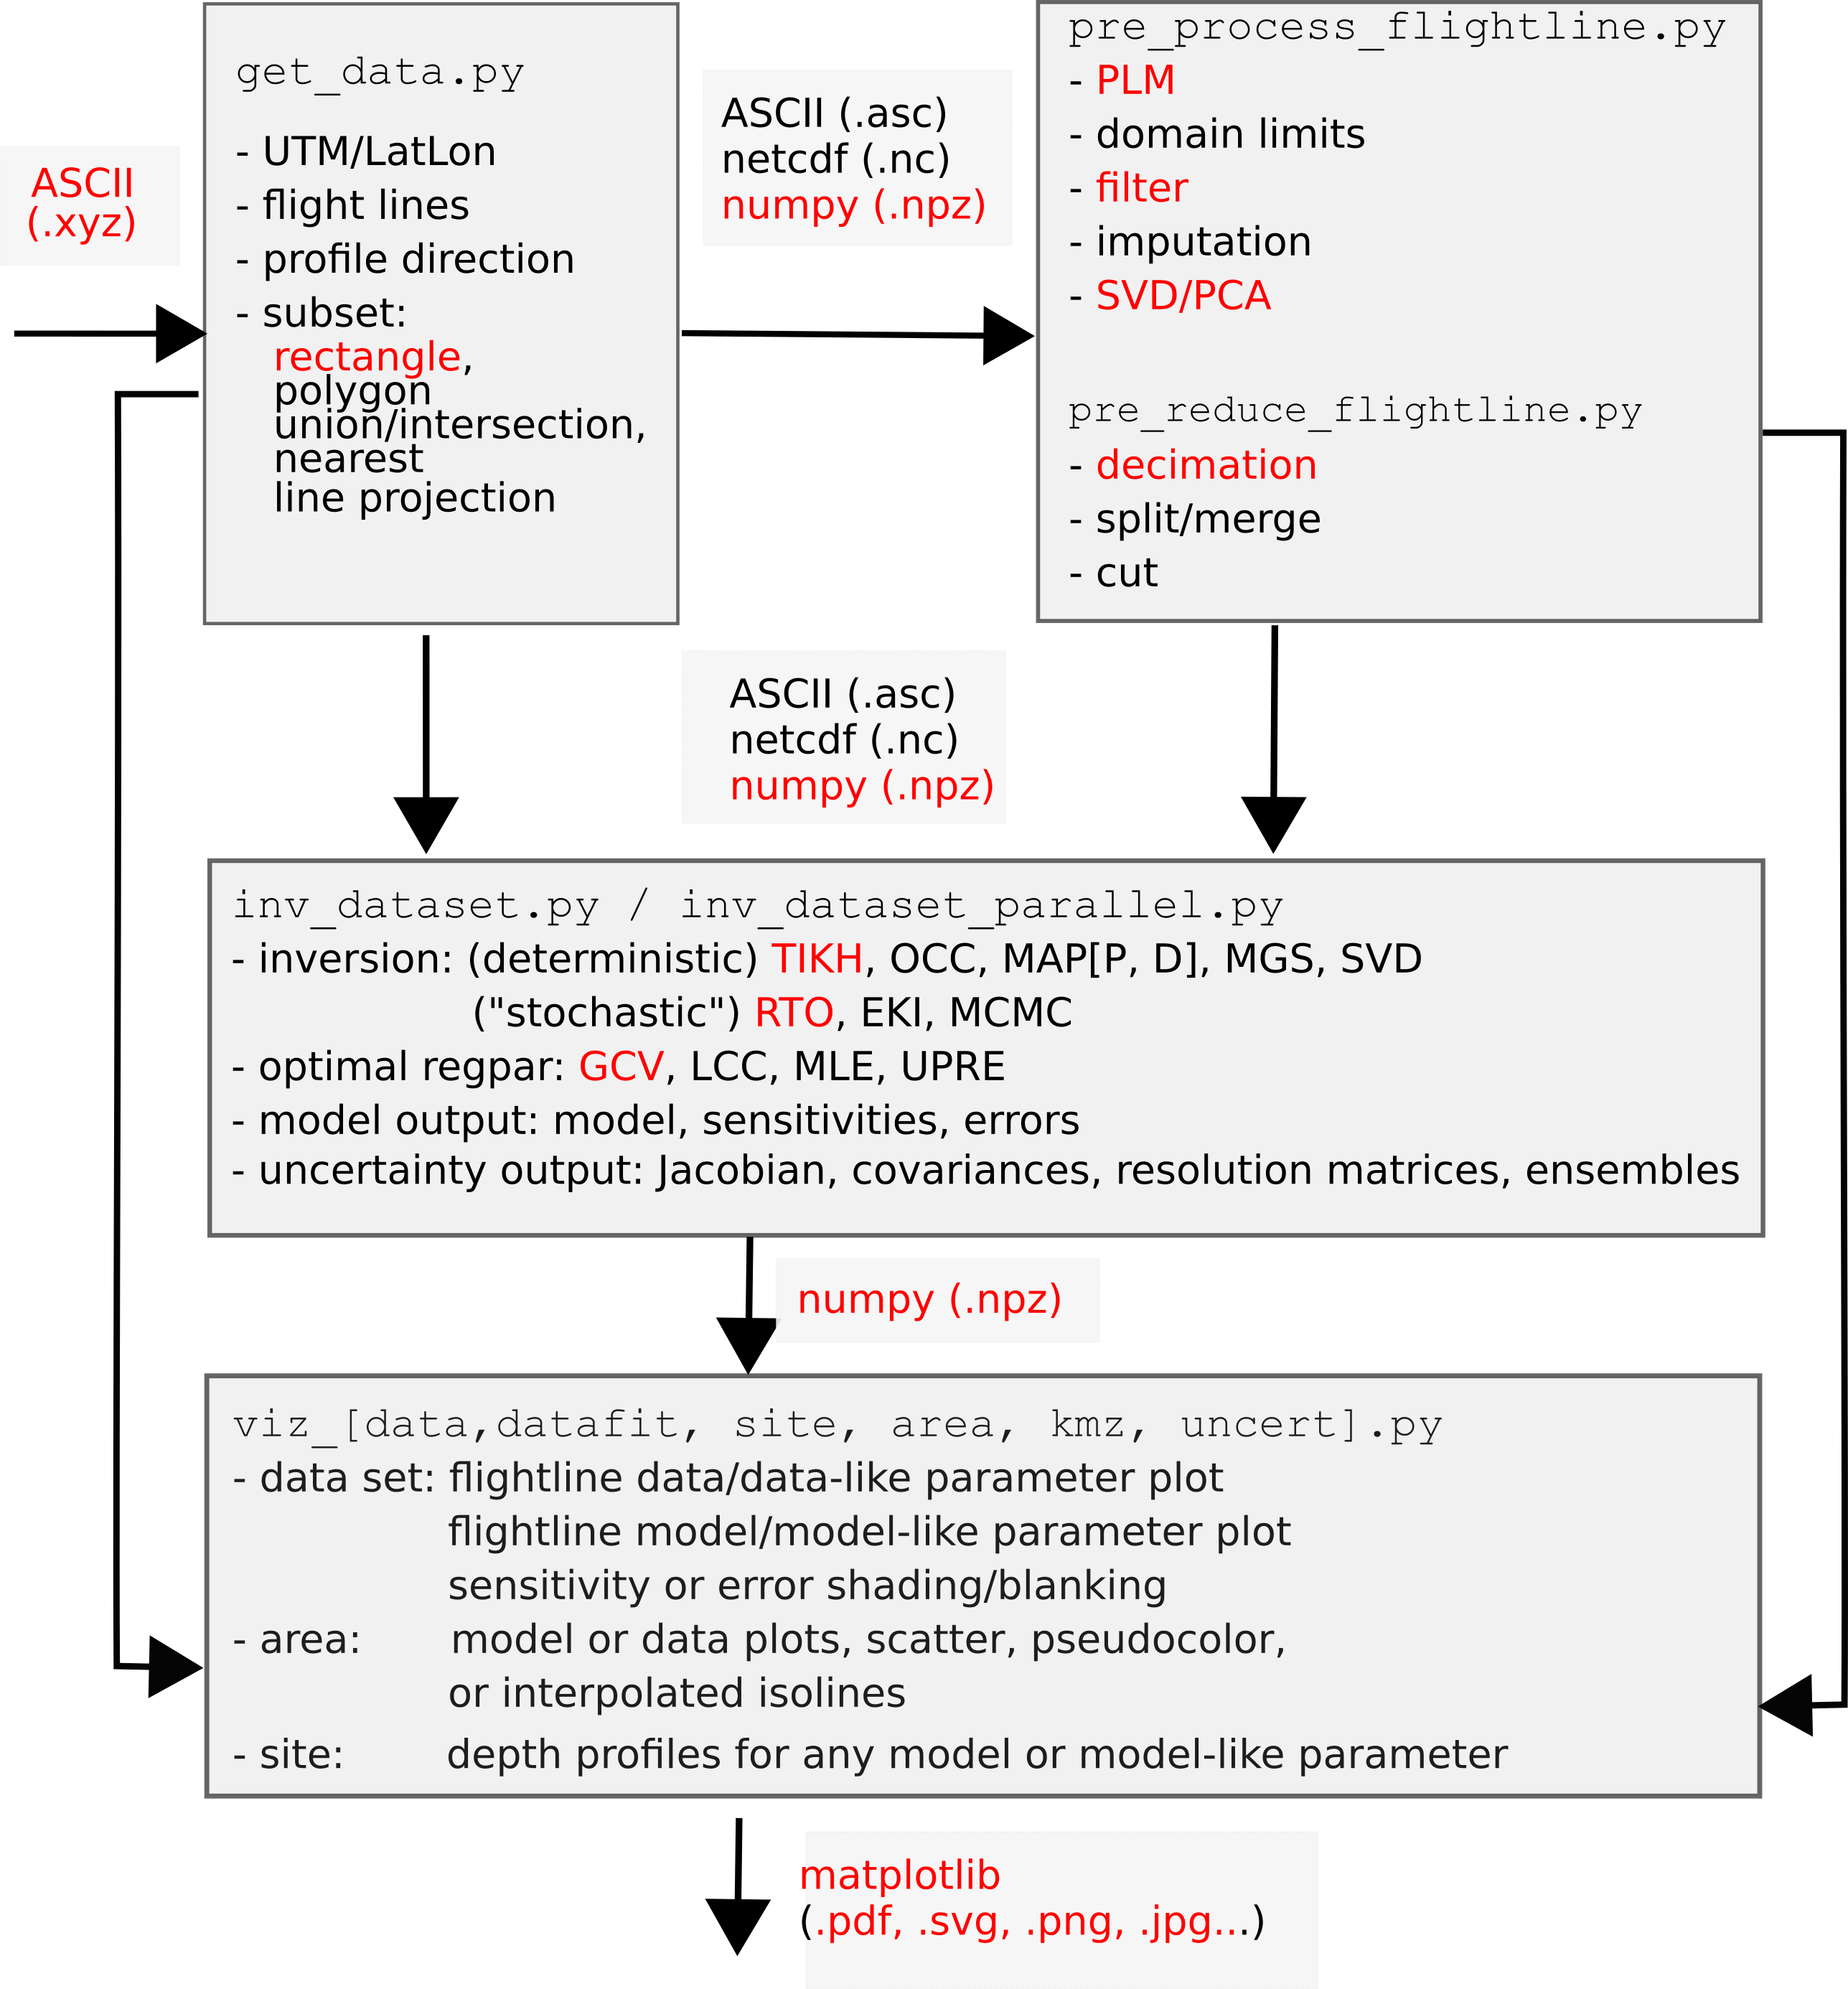 ASCII
(.xyz)
get_data.py
- UTM/LatLon
- flight lines
- profile direction
- subset:
rectangle,
polygon
union/intersection,
nearest
line projection
ASCII (.asc)
netcdf (.nc)
numpy (.npz)
pre_process_flightline.py
- PLM
- domain limits
- filter
- imputation
- SVD/PCA
pre_reduce_flightline.py
- decimation
- split/merge
- cut
ASCII (.asc)
netcdf (.nc)
numpy (.npz)
inv_dataset.py / inv_dataset_parallel.py
- inversion: (deterministic) TIKH, OCC, MAP[P, D], MGS, SVD
("stochastic") RTO, EKI, MCMC
- optimal regpar: GCV, LCC, MLE, UPRE
- model output: model, sensitivities, errors
- uncertainty output: Jacobian, covariances, resolution matrices, ensembles
numpy (.npz)
viz_[data,datafit, site, area, kmz, uncert].py
- data set: flightline data/data-like parameter plot
flightline model/model-like parameter plot
sensitivity or error shading/blanking
- area: model or data plots, scatter, pseudocolor,
or interpolated isolines
- site: depth profiles for any model or model-like parameter
matplotlib
(.pdf, .svg, .png, .jpg...)